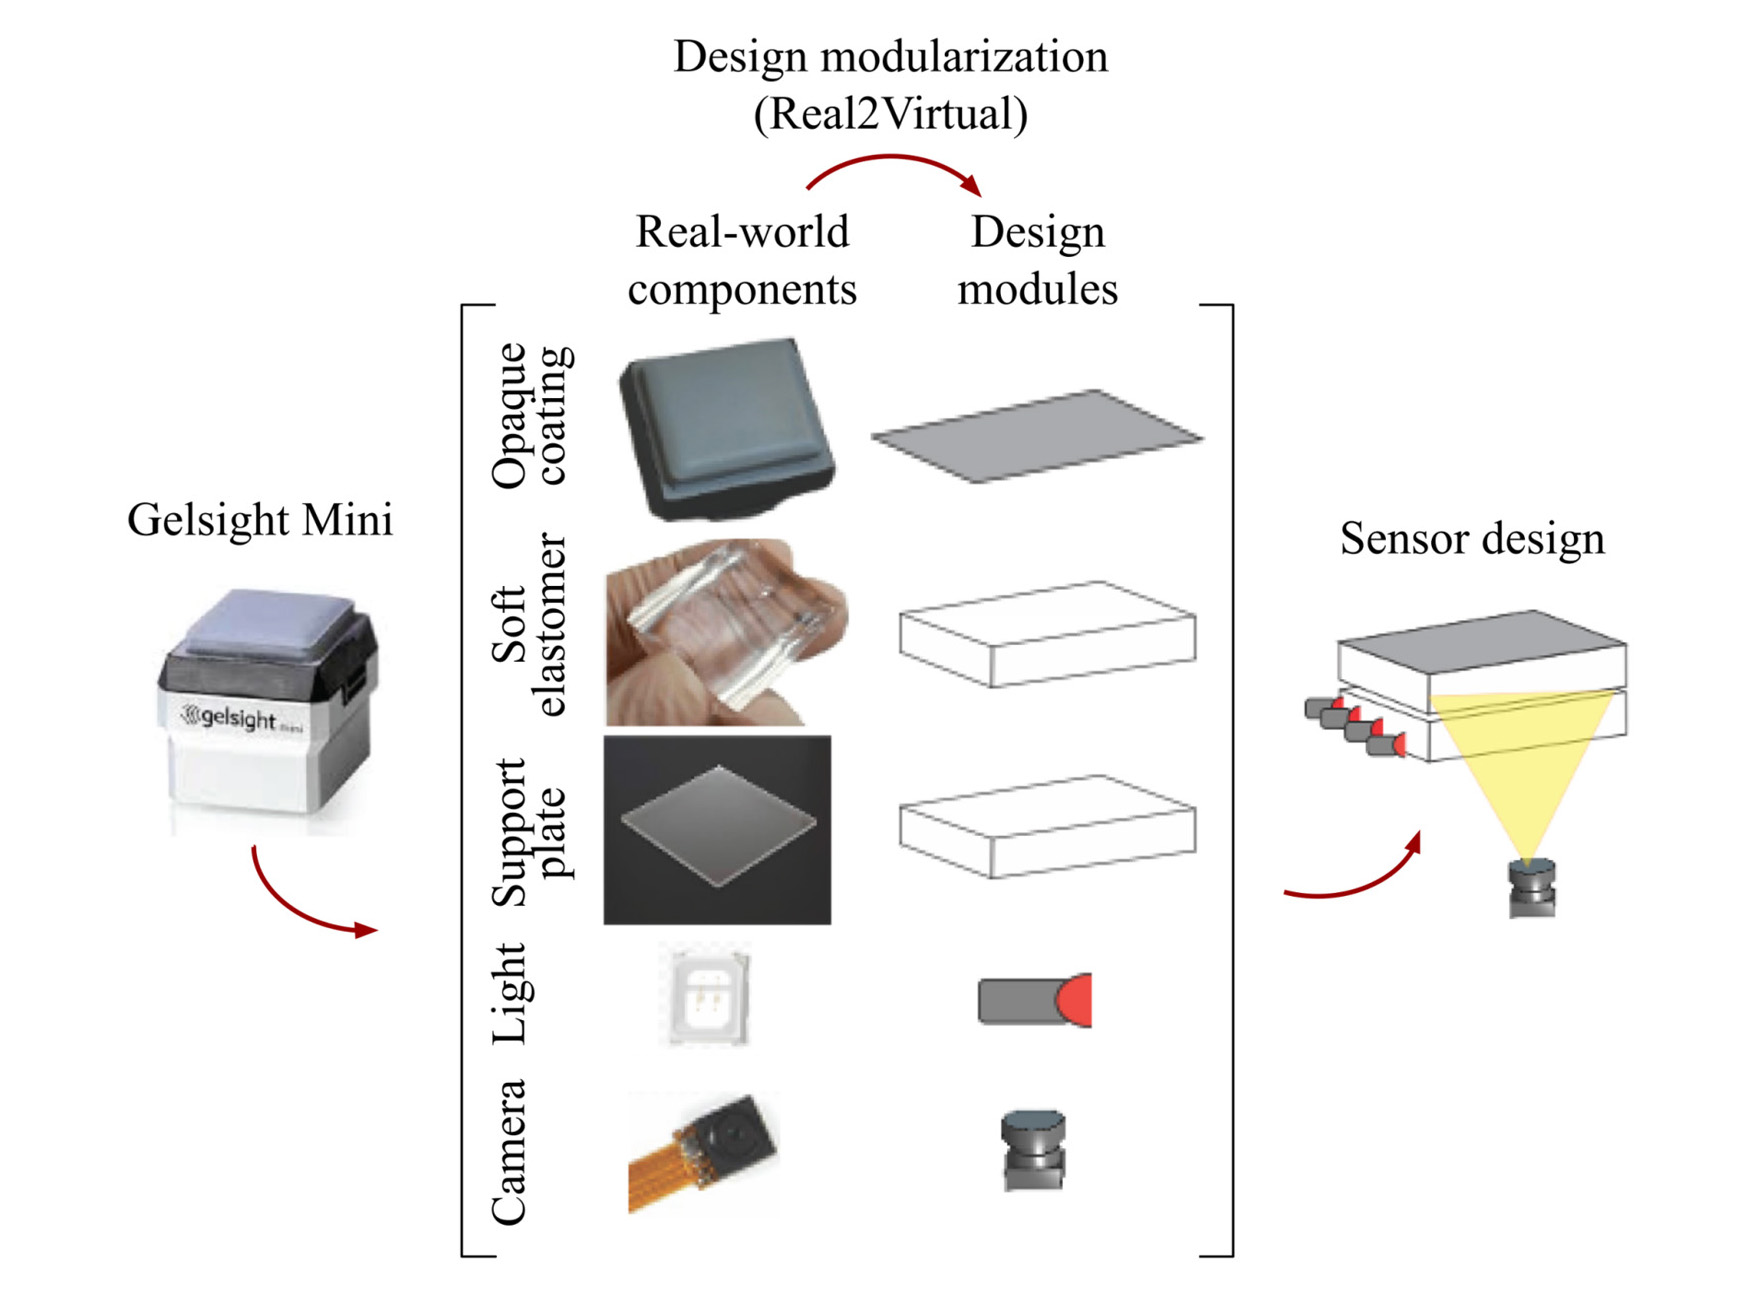 Design modularization
(Real2Virtual)
Real-world
components
Design
modules
Opaque
coating
Soft
elastomer
Support
plate
Light
Camera
Gelsight Mini
gelsight mini
Sensor design